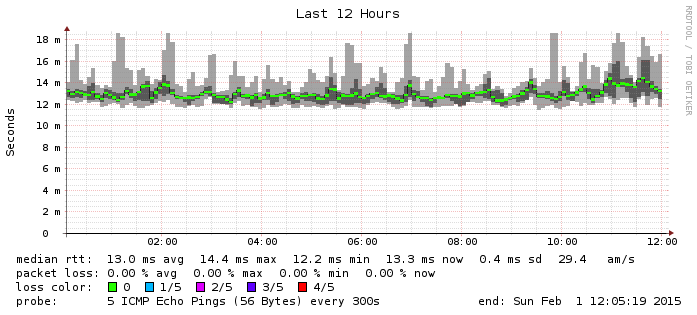 Last 12 Hours
RRDTOOL / TOBI OETIKER
Seconds
18 m
16 m
14 m
12 m
10 m
8 m
6 m
4 m
2 m
0
02:00 04:00 06:00 08:00 10:00 12:00
median rtt: 13.0 ms avg 14.4 ms max 12.2 ms min 13.3 ms now 0.4 ms sd 29.4 am/s
packet loss: 0.00 % avg 0.00 % max 0.00 % min 0.00 % now
loss color: 0 1/5 2/5 3/5 4/5
probe: 5 ICMP Echo Pings (56 Bytes) every 300s end: Sun Feb 1 12:05:19 2015